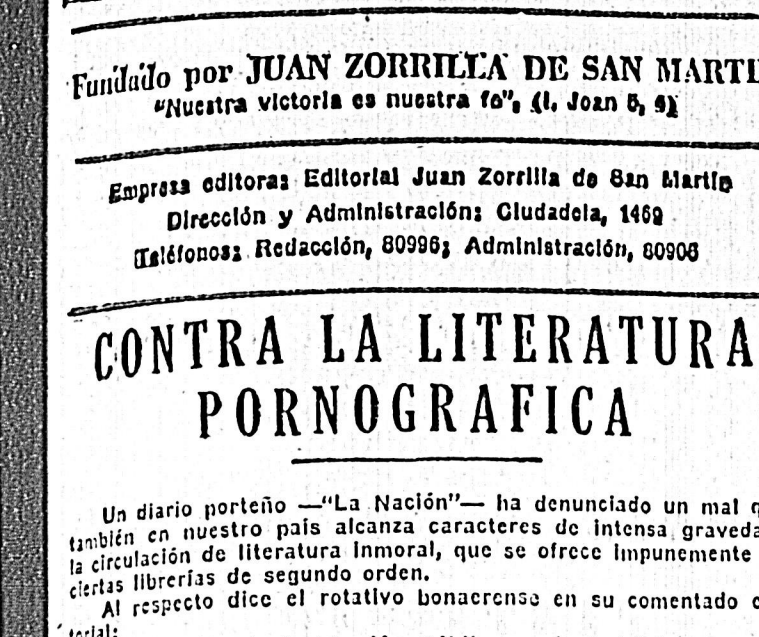 Fundado por JUAN ZORRILLA DE SAN MARTI
"Nuestra victoria es nuestra fe", (I, Joan 5, 9)
Empresa editora: Editorial Juan Zorrilla de San Martín
Dirección y Administración: Ciudadela, 1462
Teléfonos: Redacción, 80996; Administración, 80906
CONTRA LA LITERATURA
PORNOGRAFICA
Un diario porteño —"La Nación"— ha denunciado un mal q
también en nuestro país alcanza caracteres de intensa graveda
la circulación de literatura inmoral, que se ofrece impunemente
ciertas librerías de segundo orden.
Al respecto dice el rotativo bonaerense en su comentado e
torial: